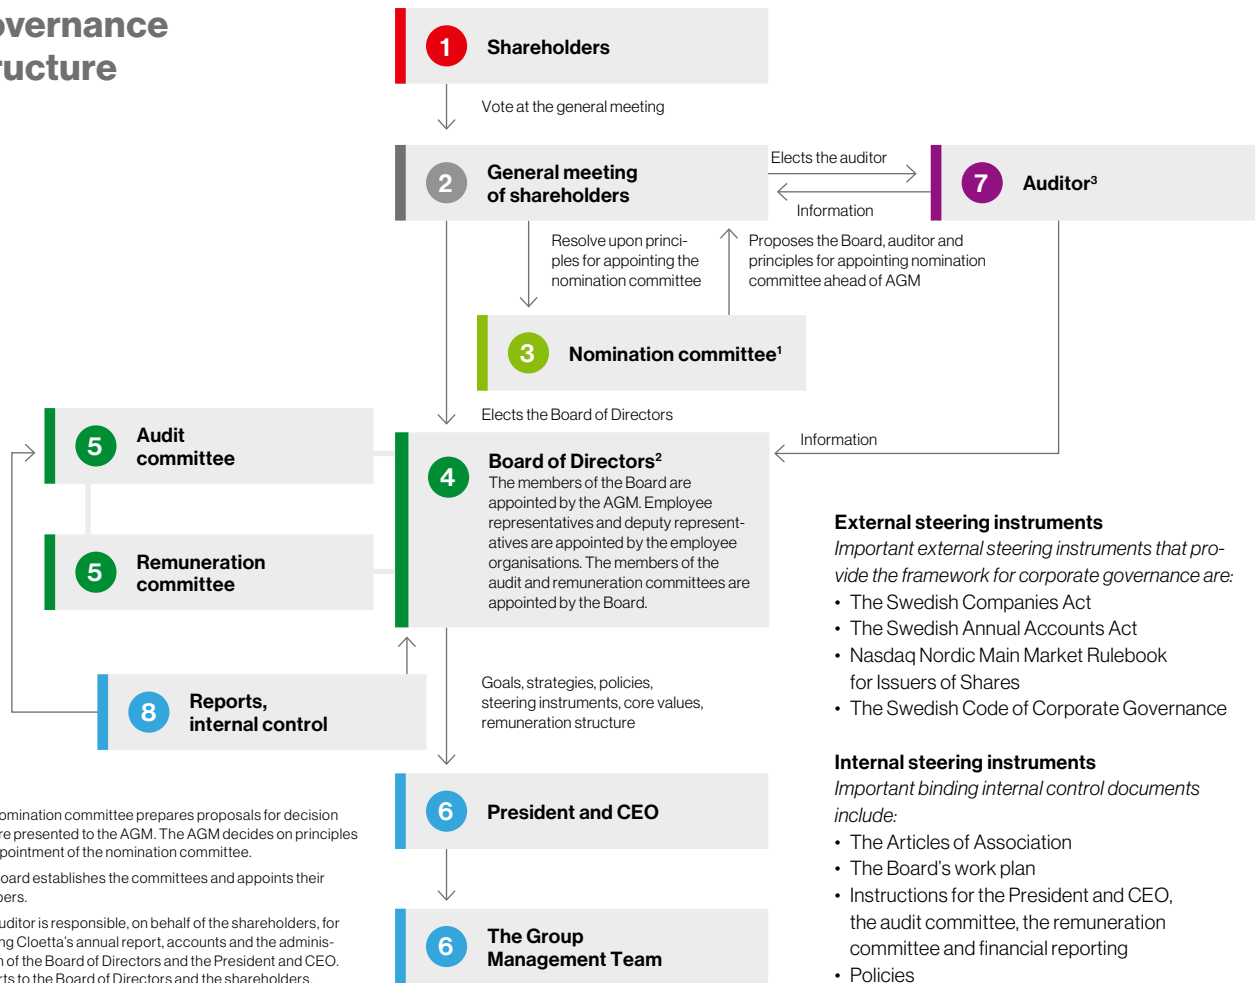 overnance
ructure
1 Shareholders
Vote at the general meeting
2 General meeting
of shareholders
Elects the auditor
Information
7 Auditor³
Resolve upon princi-
ples for appointing the
nomination committee
Proposes the Board, auditor and
principles for appointing nomination
committee ahead of AGM
3 Nomination committee¹
Elects the Board of Directors
Information
5 Audit
committee
5 Remuneration
committee
4 Board of Directors²
The members of the Board are
appointed by the AGM. Employee
representatives and deputy represent-
atives are appointed by the employee
organisations. The members of the
audit and remuneration committees are
appointed by the Board.
8 Reports,
internal control
Goals, strategies, policies,
steering instruments, core values,
remuneration structure
6 President and CEO
6 The Group
Management Team
External steering instruments
Important external steering instruments that pro-
vide the framework for corporate governance are:
• The Swedish Companies Act
• The Swedish Annual Accounts Act
• Nasdaq Nordic Main Market Rulebook
for Issuers of Shares
• The Swedish Code of Corporate Governance
Internal steering instruments
Important binding internal control documents
include:
• The Articles of Association
• The Board's work plan
• Instructions for the President and CEO,
the audit committee, the remuneration
committee and financial reporting
• Policies
omination committee prepares proposals for decision
re presented to the AGM. The AGM decides on principles
ppointment of the nomination committee.
oard establishes the committees and appoints their
bers.
uditor is responsible, on behalf of the shareholders, for
ng Cloetta's annual report, accounts and the adminis-
n of the Board of Directors and the President and CEO.
rts to the Board of Directors and the shareholders.